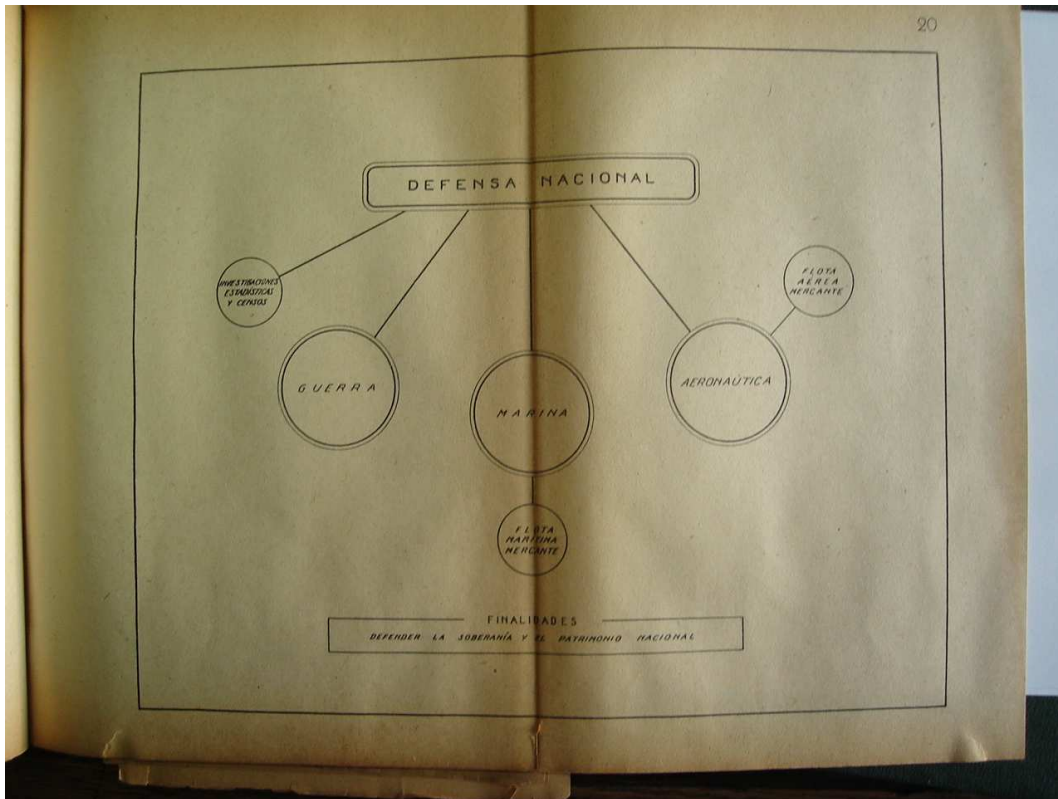 20
DEFENSA NACIONAL
INVESTIGACIONES
ESTADÍSTICAS
Y CENSOS
FLOTA
AÉREA
MERCANTE
GUERRA
MARINA
AERONAÚTICA
FLOTA
MARÍTIMA
MERCANTE
FINALIDADES
DEFENDER LA SOBERANÍA Y EL PATRIMONIO NACIONAL